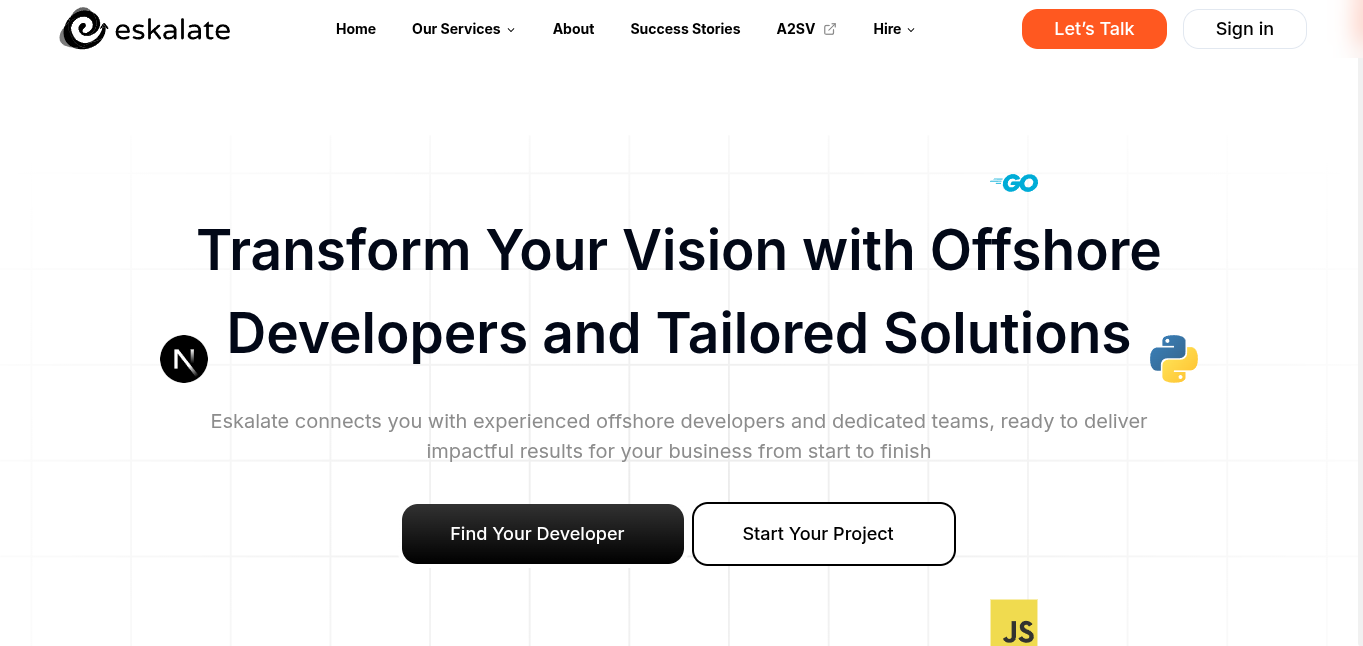 eskalate
Home
Our Services
About
Success Stories
A2SV
Hire
Let’s Talk
Sign in
GO
Transform Your Vision with Offshore
Developers and Tailored Solutions
N
Eskalate connects you with experienced offshore developers and dedicated teams, ready to deliver
impactful results for your business from start to finish
Find Your Developer
Start Your Project
JS